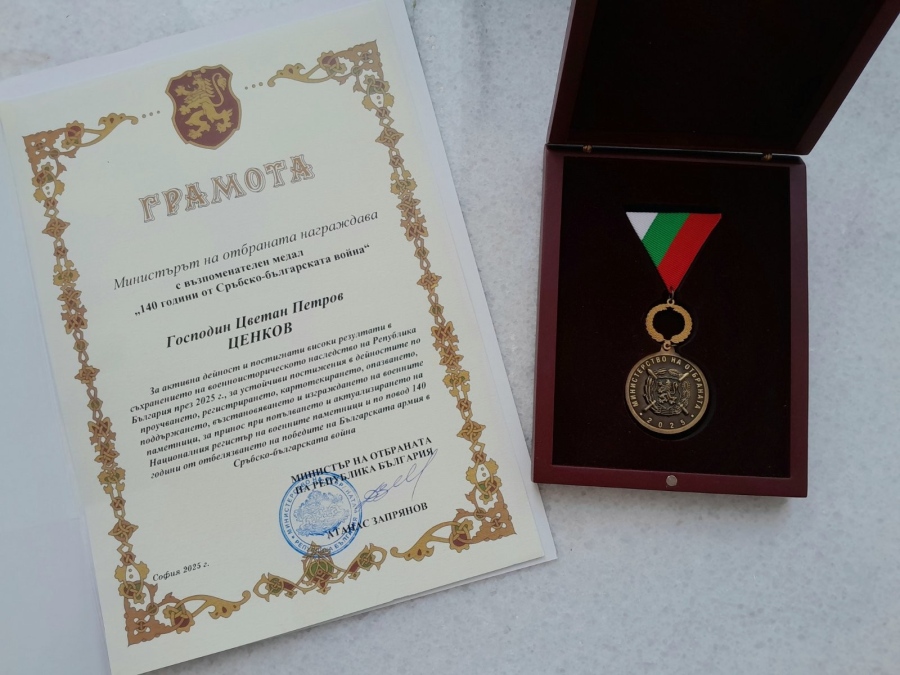 ГРАМОТА
Министърът на отбраната награждава
с възпоменателен медал
„140 години от Сръбско-българската война“
Господин Цветан Петров
ЦЕНКОВ
За активна дейност и постигнати високи резултати в
съхранението на военноисторическото наследство на Република
България през 2025 г., за устойчиви постижения в дейностите по
проучването, регистрирането, картотекирането, опазването,
поддържането, възстановяването и изграждането на военните
паметници, за принос при попълването и актуализирането на
Националния регистър на военните паметници и по повод 140
години от отбелязването на победите на Българската армия в
Сръбско-българската война
МИНИСТЪР НА ОТБРАНАТА
НА РЕПУБЛИКА БЪЛГАРИЯ
АТАНАС ЗАПРЯНОВ
София 2025 г.
МИНИСТЕРСТВО НА ОТБРАНАТА
2025